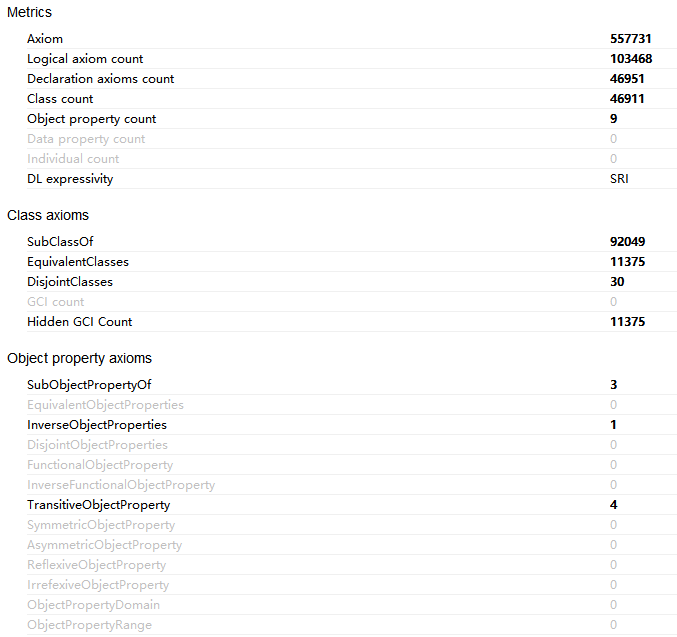 Metrics
Axiom 557731
Logical axiom count 103468
Declaration axioms count 46951
Class count 46911
Object property count 9
Data property count 0
Individual count 0
DL expressivity SRI
Class axioms
SubClassOf 92049
EquivalentClasses 11375
DisjointClasses 30
GCI count 0
Hidden GCI Count 11375
Object property axioms
SubObjectPropertyOf 3
EquivalentObjectProperties 0
InverseObjectProperties 1
DisjointObjectProperties 0
FunctionalObjectProperty 0
InverseFunctionalObjectProperty 0
TransitiveObjectProperty 4
SymmetricObjectProperty 0
AsymmetricObjectProperty 0
ReflexiveObjectProperty 0
IrrefexiveObjectProperty 0
ObjectPropertyDomain 0
ObjectPropertyRange 0